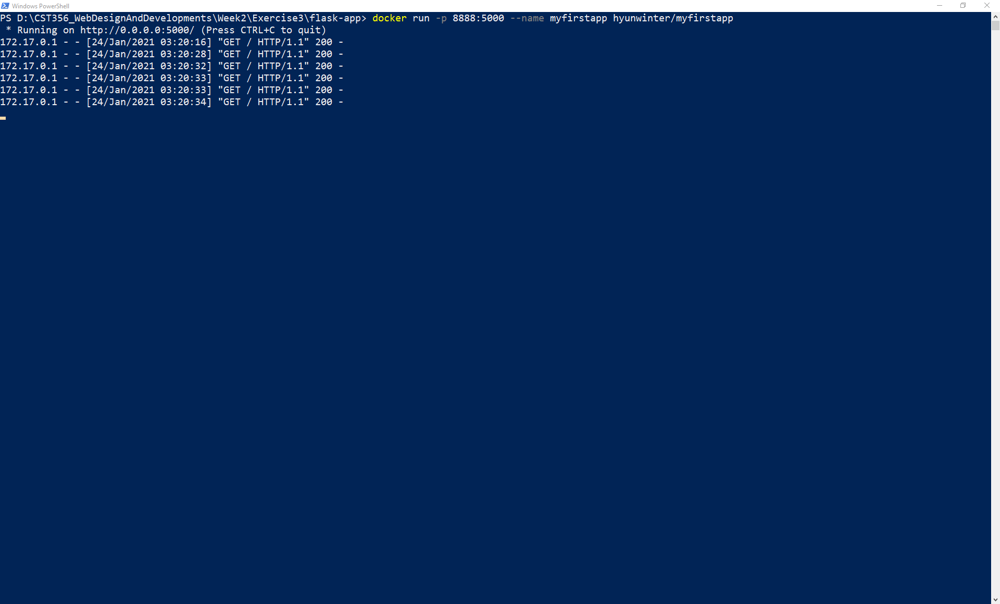 Windows PowerShell
PS D:\CST356_WebDesignAndDevelopments\Week2\Exercise3\flask-app> docker run -p 8888:5000 --name myfirstapp hyunwinter/myfirstapp
 * Running on http://0.0.0.0:5000/ (Press CTRL+C to quit)
172.17.0.1 - - [24/Jan/2021 03:20:16] "GET / HTTP/1.1" 200 -
172.17.0.1 - - [24/Jan/2021 03:20:28] "GET / HTTP/1.1" 200 -
172.17.0.1 - - [24/Jan/2021 03:20:32] "GET / HTTP/1.1" 200 -
172.17.0.1 - - [24/Jan/2021 03:20:33] "GET / HTTP/1.1" 200 -
172.17.0.1 - - [24/Jan/2021 03:20:33] "GET / HTTP/1.1" 200 -
172.17.0.1 - - [24/Jan/2021 03:20:34] "GET / HTTP/1.1" 200 -